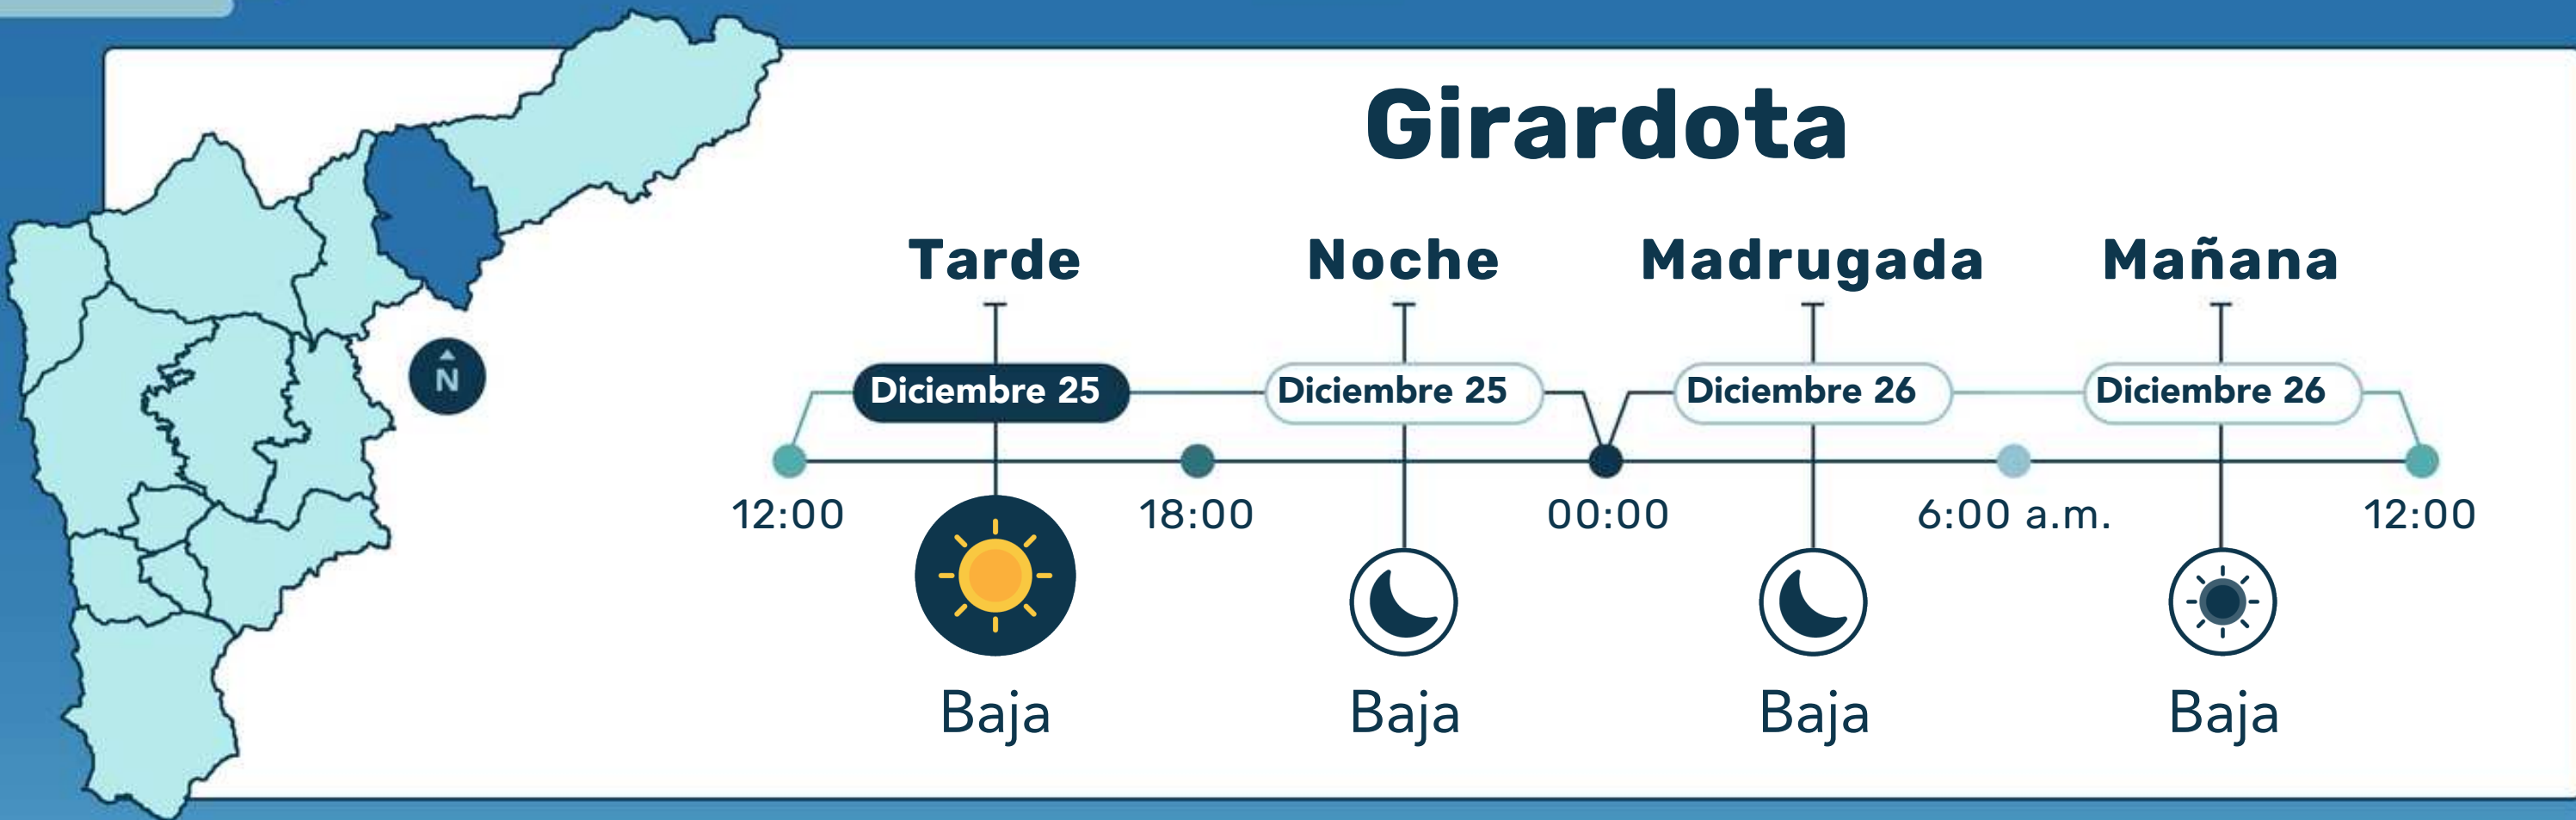 Girardota
Tarde Noche Madrugada Mañana
N
Diciembre 25 Diciembre 25 Diciembre 26 Diciembre 26
12:00 18:00 00:00 6:00 a.m. 12:00
Baja Baja Baja Baja